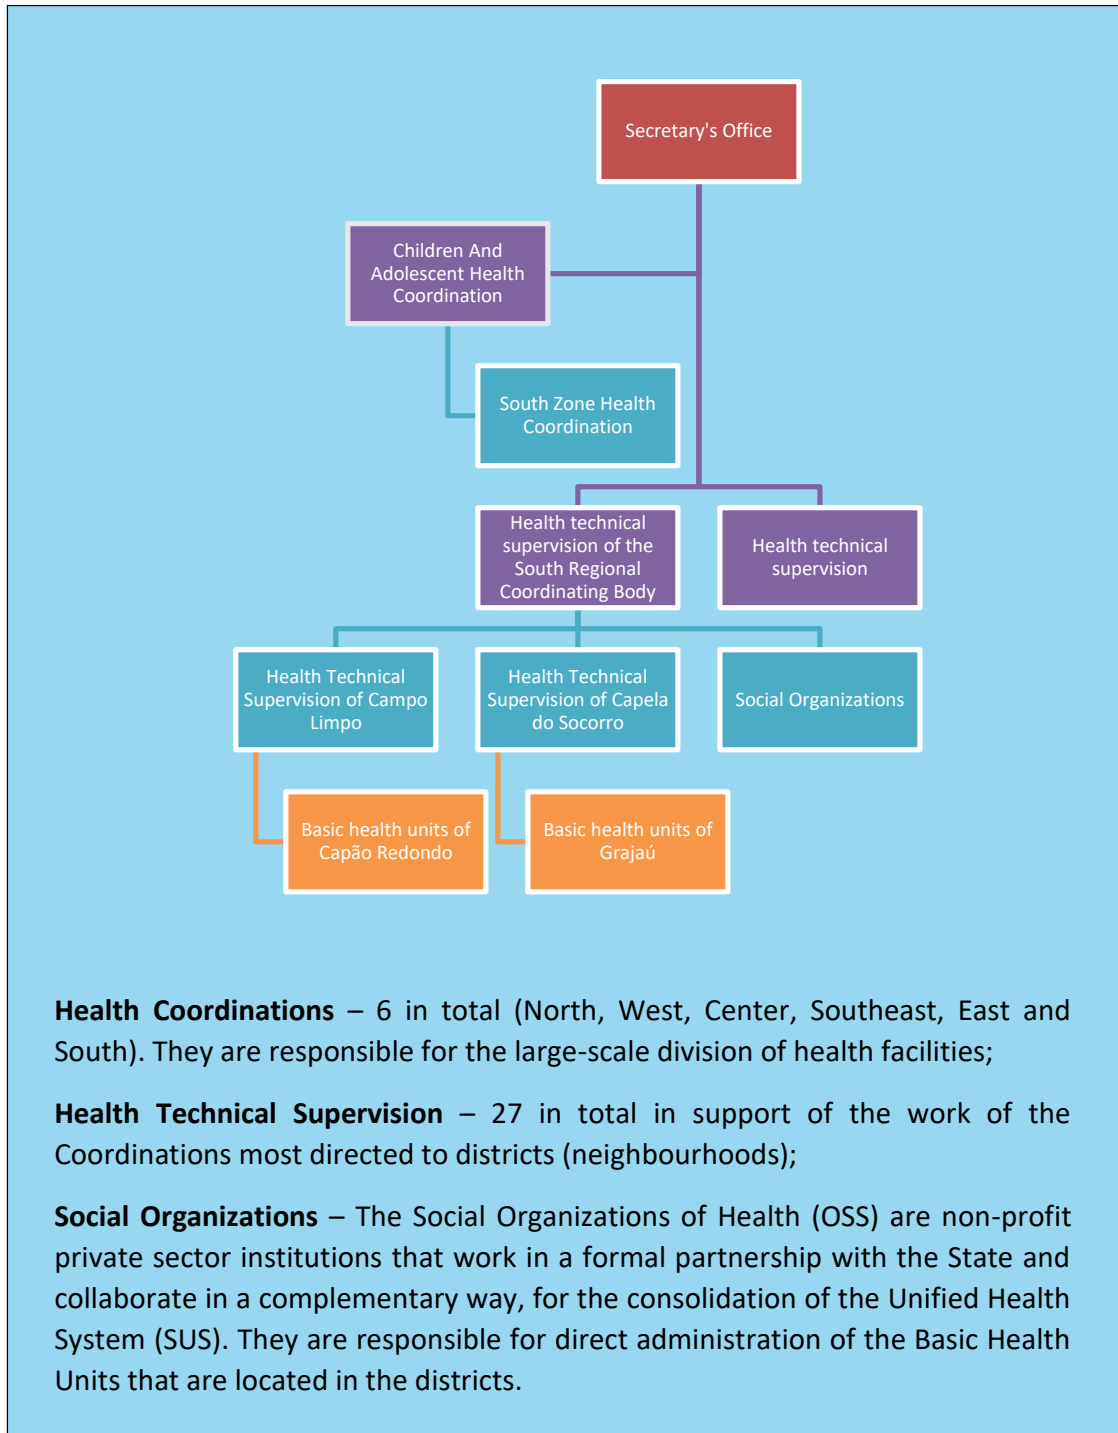 Secretary's Office
Children And
Adolescent Health
Coordination
South Zone Health
Coordination
Health technical
supervision of the
South Regional
Coordinating Body
Health technical
supervision
Health Technical
Supervision of Campo
Limpo
Health Technical
Supervision of Capela
do Socorro
Social Organizations
Basic health units of
Capão Redondo
Basic health units of
Grajaú
Health Coordinations – 6 in total (North, West, Center, Southeast, East and
South). They are responsible for the large-scale division of health facilities;
Health Technical Supervision – 27 in total in support of the work of the
Coordinations most directed to districts (neighbourhoods);
Social Organizations – The Social Organizations of Health (OSS) are non-profit
private sector institutions that work in a formal partnership with the State and
collaborate in a complementary way, for the consolidation of the Unified Health
System (SUS). They are responsible for direct administration of the Basic Health
Units that are located in the districts.